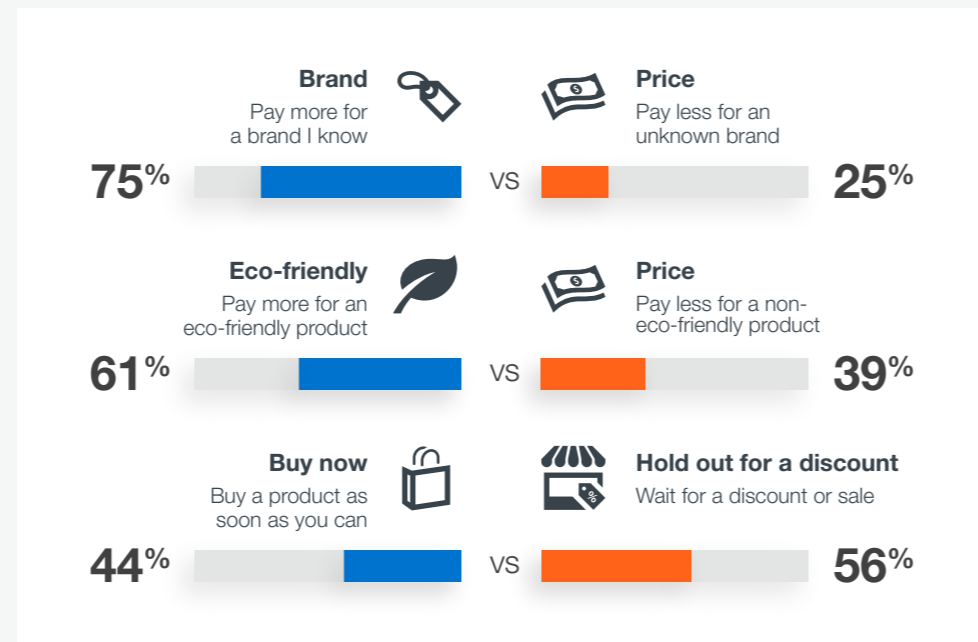 Brand
Pay more for
a brand I know
75%
VS
Price
Pay less for an
unknown brand
25%
Eco-friendly
Pay more for an
eco-friendly product
61%
VS
Price
Pay less for a non-
eco-friendly product
39%
Buy now
Buy a product as
soon as you can
44%
VS
Hold out for a discount
Wait for a discount or sale
56%